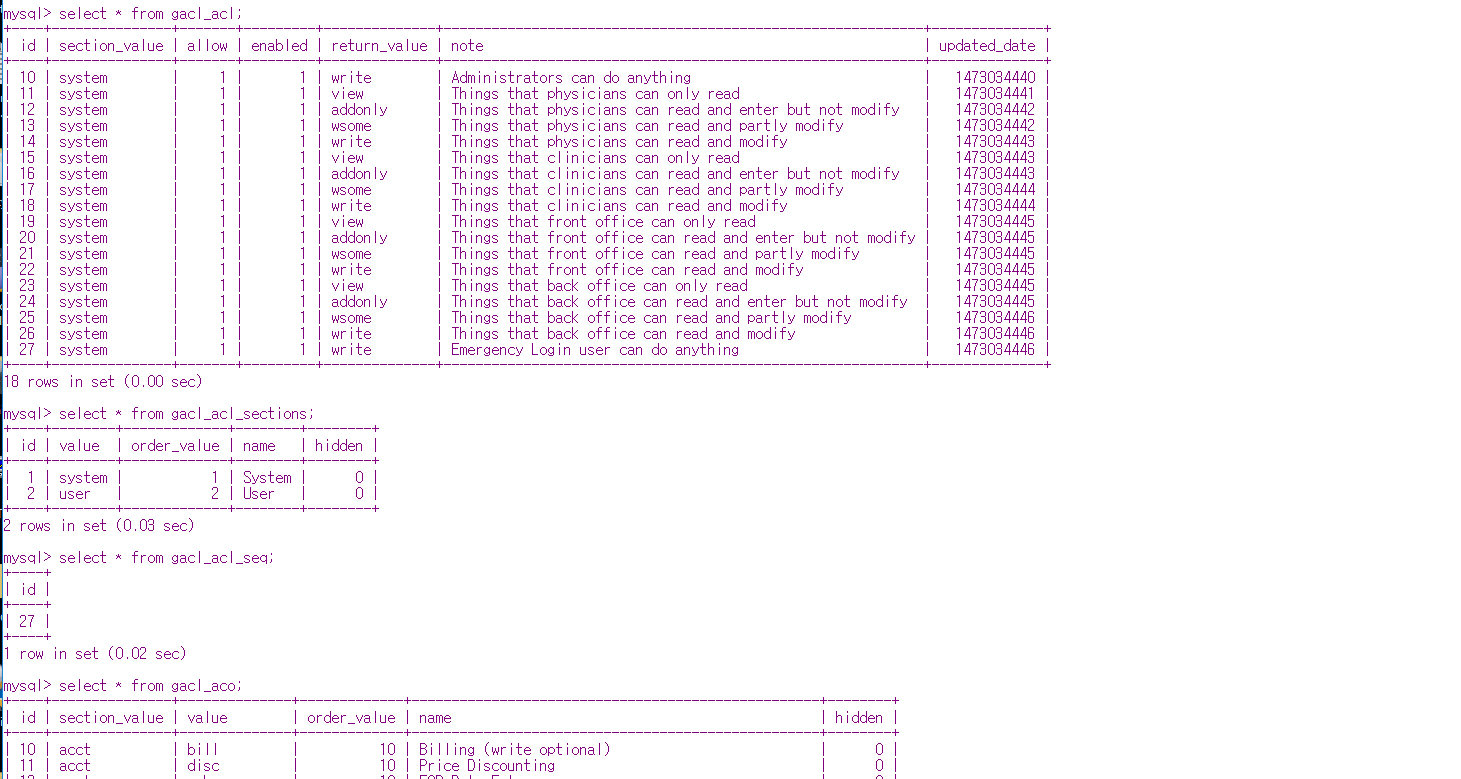 mysql> select * from gacl_acl;
+----+---------------+-------+---------+--------------+-----------------------------------------------------------+--------------+
| id | section_value | allow | enabled | return_value | note | updated_date |
+----+---------------+-------+---------+--------------+-----------------------------------------------------------+--------------+
| 10 | system | 1 | 1 | write | Administrators can do anything | 1473034440 |
| 11 | system | 1 | 1 | view | Things that physicians can only read | 1473034441 |
| 12 | system | 1 | 1 | addonly | Things that physicians can read and enter but not modify | 1473034442 |
| 13 | system | 1 | 1 | wsome | Things that physicians can read and partly modify | 1473034442 |
| 14 | system | 1 | 1 | write | Things that physicians can read and modify | 1473034443 |
| 15 | system | 1 | 1 | view | Things that clinicians can only read | 1473034443 |
| 16 | system | 1 | 1 | addonly | Things that clinicians can read and enter but not modify | 1473034443 |
| 17 | system | 1 | 1 | wsome | Things that clinicians can read and partly modify | 1473034444 |
| 18 | system | 1 | 1 | write | Things that clinicians can read and modify | 1473034444 |
| 19 | system | 1 | 1 | view | Things that front office can only read | 1473034445 |
| 20 | system | 1 | 1 | addonly | Things that front office can read and enter but not modify | 1473034445 |
| 21 | system | 1 | 1 | wsome | Things that front office can read and partly modify | 1473034445 |
| 22 | system | 1 | 1 | write | Things that front office can read and modify | 1473034445 |
| 23 | system | 1 | 1 | view | Things that back office can only read | 1473034445 |
| 24 | system | 1 | 1 | addonly | Things that back office can read and enter but not modify | 1473034445 |
| 25 | system | 1 | 1 | wsome | Things that back office can read and partly modify | 1473034446 |
| 26 | system | 1 | 1 | write | Things that back office can read and modify | 1473034446 |
| 27 | system | 1 | 1 | write | Emergency Login user can do anything | 1473034446 |
+----+---------------+-------+---------+--------------+-----------------------------------------------------------+--------------+
18 rows in set (0.00 sec)
mysql> select * from gacl_acl_sections;
+----+--------+-------------+--------+--------+
| id | value | order_value | name | hidden |
+----+--------+-------------+--------+--------+
| 1 | system | 1 | System | 0 |
| 2 | user | 2 | User | 0 |
+----+--------+-------------+--------+--------+
2 rows in set (0.03 sec)
mysql> select * from gacl_acl_seq;
+----+
| id |
+----+
| 27 |
+----+
1 row in set (0.02 sec)
mysql> select * from gacl_aco;
+----+---------------+--------------+-------------+---------------------------------------------------+--------+
| id | section_value | value | order_value | name | hidden |
+----+---------------+--------------+-------------+---------------------------------------------------+--------+
| 10 | acct | bill | 10 | Billing (write optional) | 0 |
| 11 | acct | disc | 10 | Price Discounting | 0 |